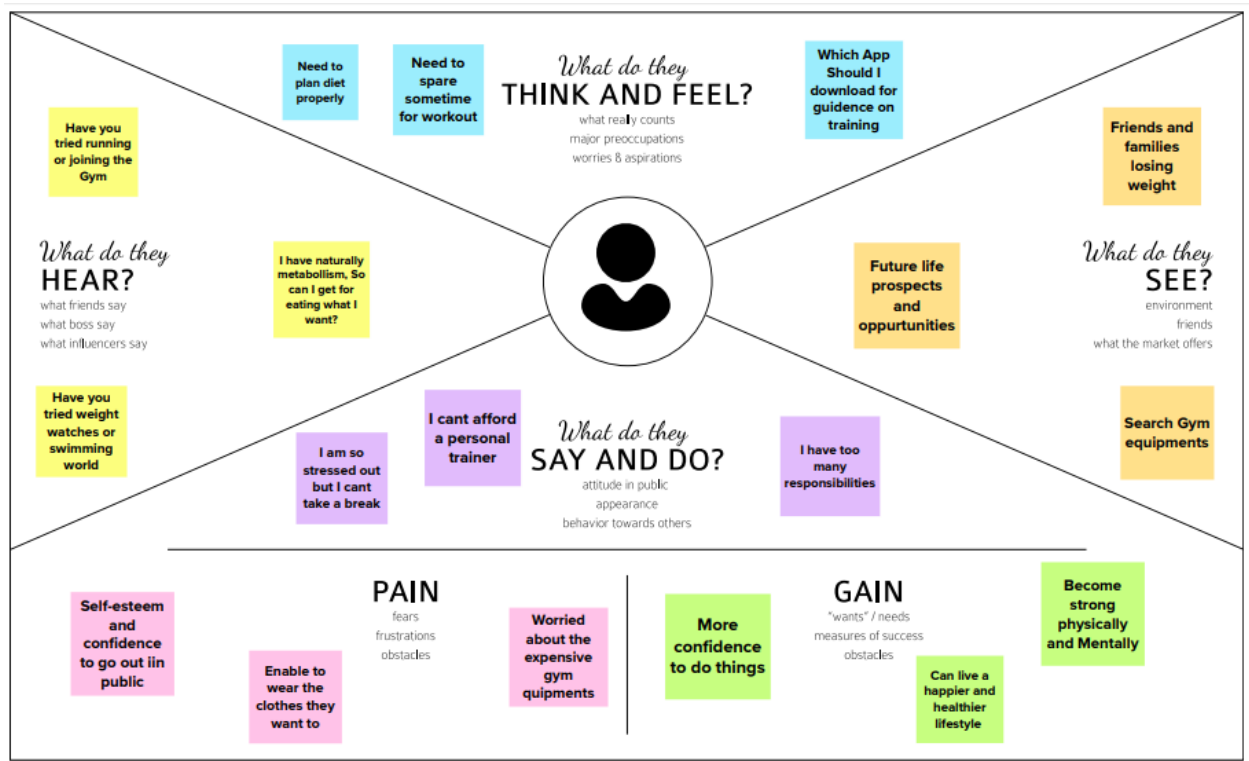 Need to
plan diet
properly
Need to
spare
sometime
for workout
What do they
THINK AND FEEL?
what really counts
major preoccupations
worries & aspirations
Which App
Should I
download for
guidence on
training
Have you
tried running
or joining the
Gym
What do they
HEAR?
what friends say
what boss say
what influencers say
I have naturally
metabollism, So
can I get for
eating what I
want?
Have you
tried weight
watches or
swimming
world
Friends and
families
losing
weight
Future life
prospects
and
oppurtunities
What do they
SEE?
environment
friends
what the market offers
Search Gym
equipments
I am so
stressed out
but I cant
take a break
I cant afford
a personal
trainer
What do they
SAY AND DO?
attitude in public
appearance
behavior towards others
I have too
many
responsibilities
Self-esteem
and
confidence
to go out iin
public
Enable to
wear the
clothes they
want to
PAIN
fears
frustrations
obstacles
Worried
about the
expensive
gym
quipments
More
confidence
to do things
GAIN
"wants" / needs
measures of success
obstacles
Can live a
happier and
healthier
lifestyle
Become
strong
physically
and Mentally